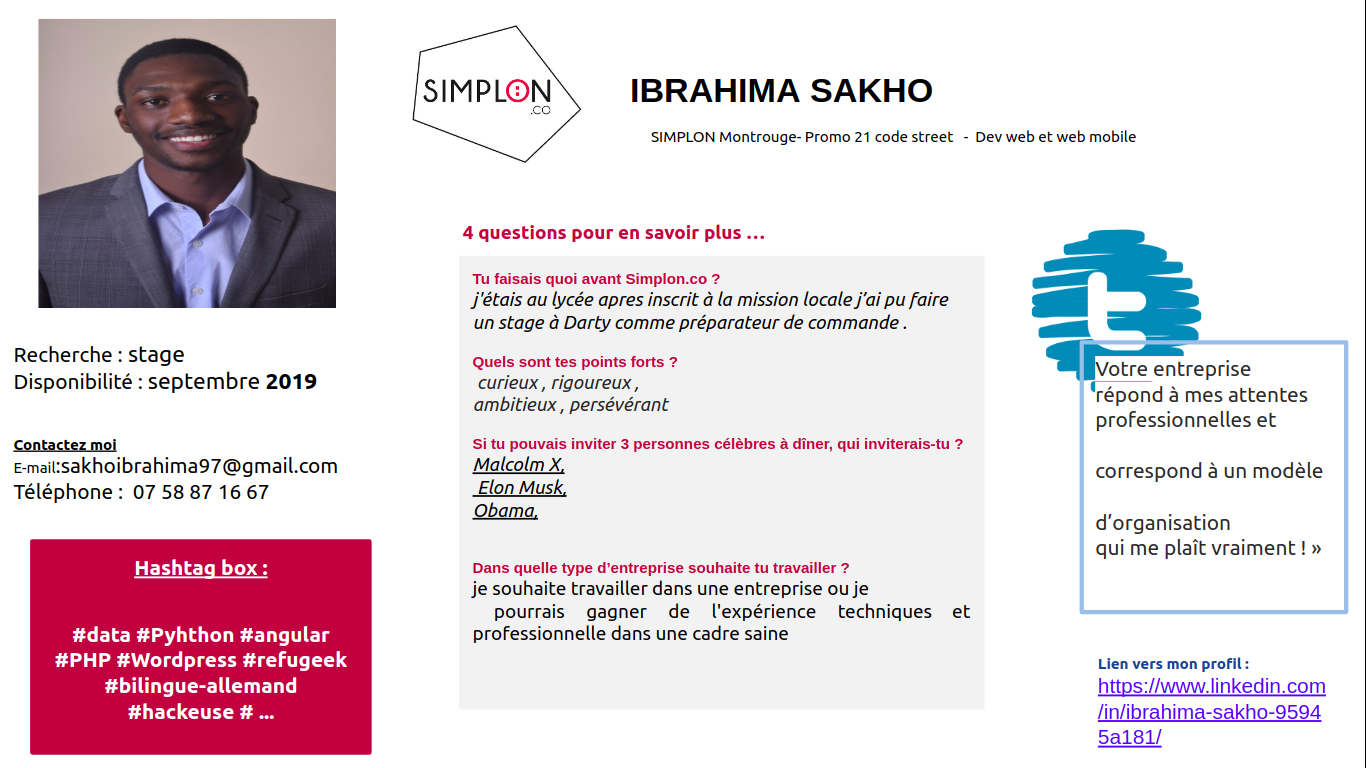 SIMPLON
.CO
IBRAHIMA SAKHO
SIMPLON Montrouge- Promo 21 code street - Dev web et web mobile
Recherche : stage
Disponibilité : septembre 2019
Contactez moi
E-mail:sakhoibrahima97@gmail.com
Téléphone : 07 58 87 16 67
Hashtag box :
#data #Pyhthon #angular
#PHP #Wordpress #refugeek
#bilingue-allemand
#hackeuse # ...
4 questions pour en savoir plus …
Tu faisais quoi avant Simplon.co ?
j'étais au lycée apres inscrit à la mission locale j’ai pu faire
un stage à Darty comme préparateur de commande .
Quels sont tes points forts ?
curieux , rigoureux ,
ambitieux , persévérant
Si tu pouvais inviter 3 personnes célèbres à dîner, qui inviterais-tu ?
Malcolm X,
Elon Musk,
Obama,
Dans quelle type d’entreprise souhaite tu travailler ?
je souhaite travailler dans une entreprise ou je
pourrais gagner de l'expérience techniques et
professionnelle dans une cadre saine
t
Votre entreprise
répond à mes attentes
professionnelles et
correspond à un modèle
d’organisation
qui me plaît vraiment ! »
Lien vers mon profil :
https://www.linkedin.com
/in/ibrahima-sakho-9594
5a181/